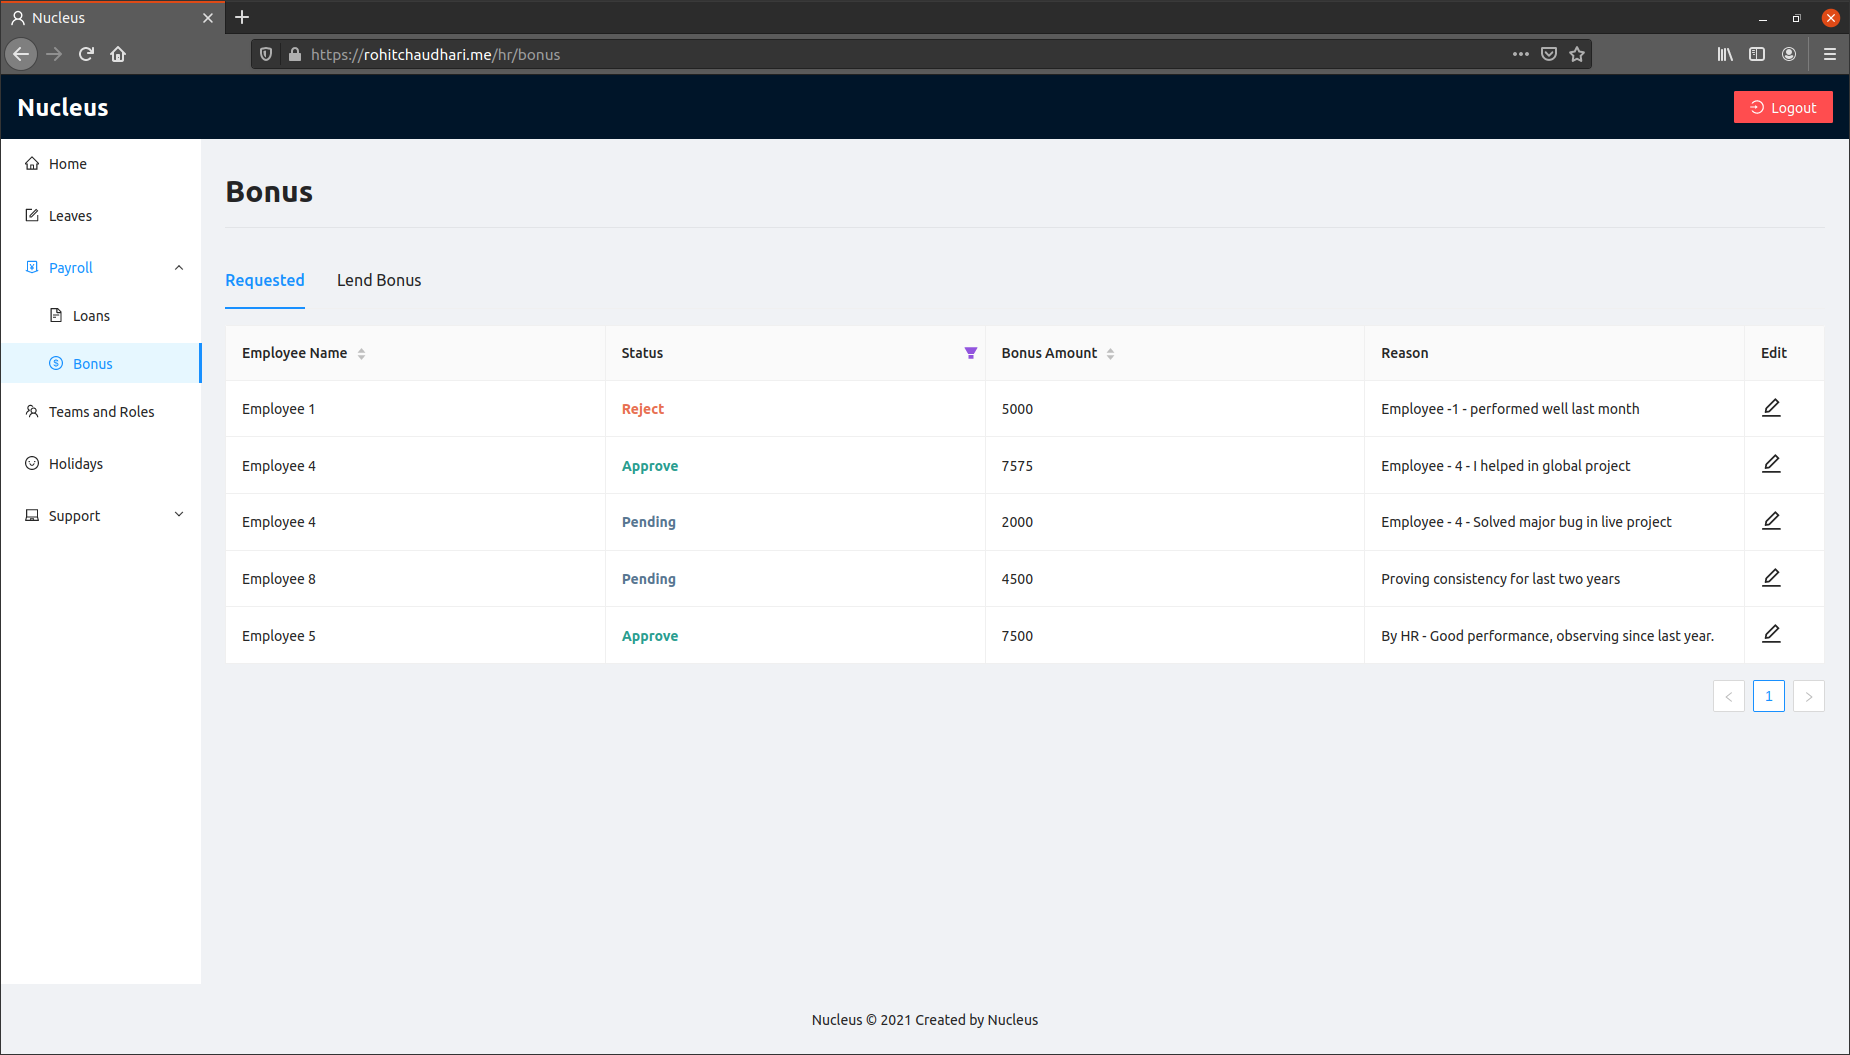 Nucleus
https://rohitchaudhari.me/hr/bonus
Nucleus
Logout
Home
Leaves
Payroll
Loans
Bonus
Teams and Roles
Holidays
Support
Bonus
Requested Lend Bonus
Employee Name Status Bonus Amount Reason Edit
Employee 1 Reject 5000 Employee -1 - performed well last month
Employee 4 Approve 7575 Employee - 4 - I helped in global project
Employee 4 Pending 2000 Employee - 4 - Solved major bug in live project
Employee 8 Pending 4500 Proving consistency for last two years
Employee 5 Approve 7500 By HR - Good performance, observing since last year.
< 1 >
Nucleus © 2021 Created by Nucleus